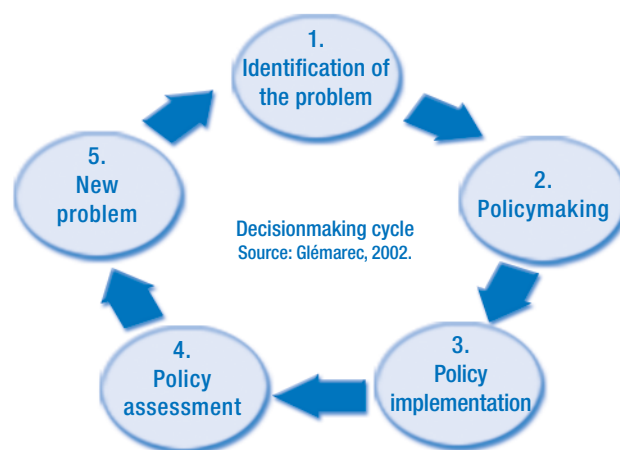 1.
Identification of
the problem
2.
Policymaking
3.
Policy
implementation
4.
Policy
assessment
5.
New
problem
Decisionmaking cycle
Source: Glémarec, 2002.